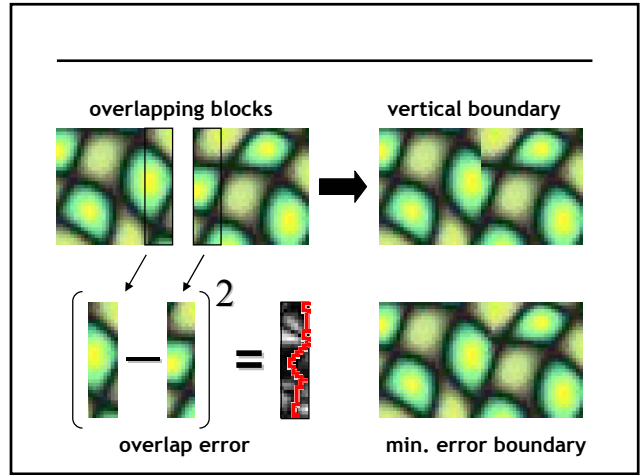 overlapping blocks
vertical boundary
2
=
overlap error
min. error boundary